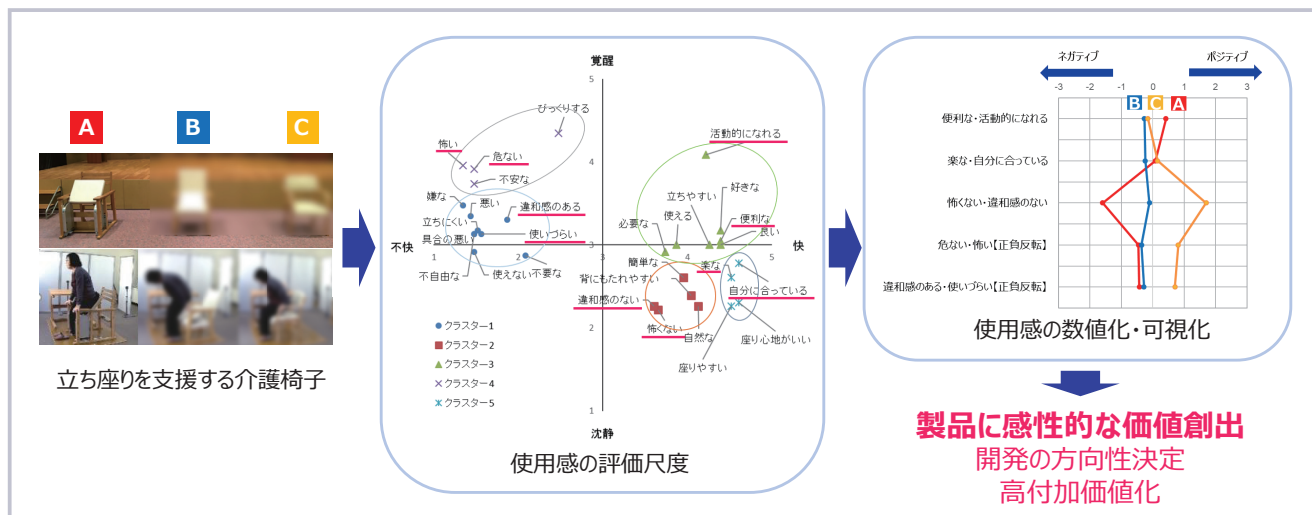 A
B
C
立ち座りを支援する介護椅子
覚醒
5
びっくりする
活動的になれる
怖い
4
危ない
不安な
嫌な
悪い
違和感のある
立ちやすい
好きな
立ちにくい
使える
必要な
便利な
具合の悪い
使いづらい
良い
不快
1
2
3
4
5
快
不自由な
使えない
不要な
簡単な
楽な
背にもたれやすい
違和感のない
自分に合っている
2
怖くない
自然な
座り心地がいい
座りやすい
クラスター1
クラスター2
クラスター3
クラスター4
クラスター5
1
沈静
使用感の評価尺度
ネガティブ
ポジティブ
-3 -2 -1 0 1 2 3
B C A
便利な・活動的になれる
楽な・自分に合っている
怖くない・違和感のない
危ない・怖い【正負反転】
違和感のある・使いづらい【正負反転】
使用感の数値化・可視化
製品に感性的な価値創出
開発の方向性決定
高付加価値化